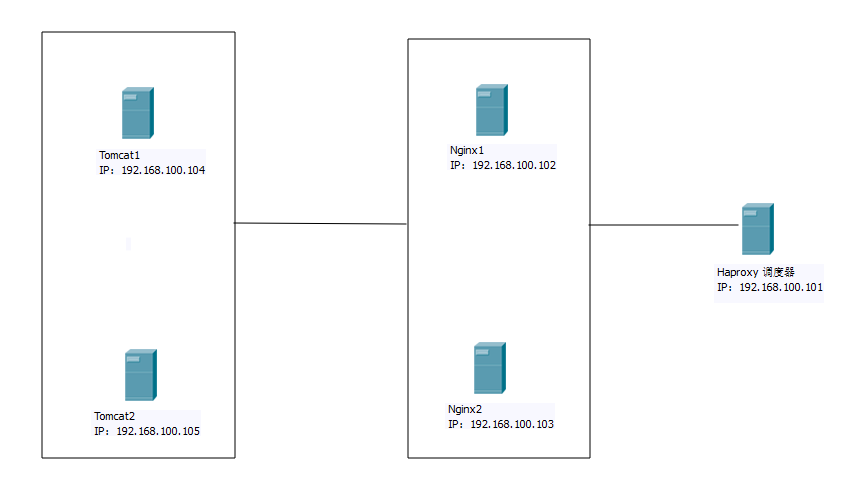 Tomcat1
IP：192.168.100.104
Nginx1
IP：192.168.100.102
Haproxy 调度器
IP：192.168.100.101
Tomcat2
IP：192.168.100.105
Nginx2
IP：192.168.100.103